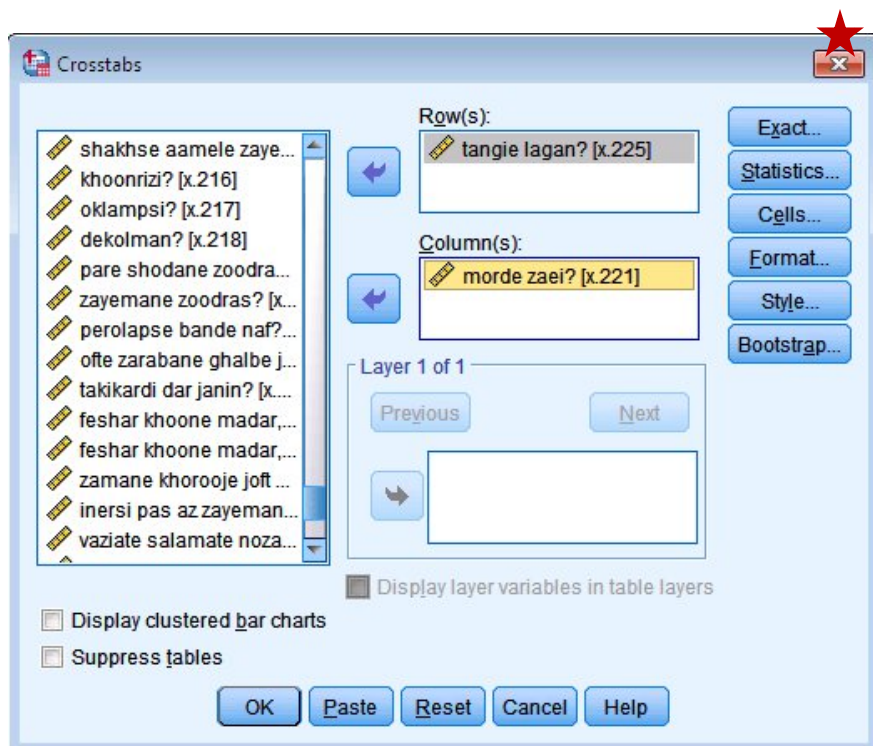 Crosstabs
shakhse aamele zaye...
khoonrizi? [x.216]
oklampsi? [x.217]
dekolman? [x.218]
pare shodane zoodra...
zayemane zoodras? [x...
perolapse bande naf?...
ofte zarabane ghalbe j...
takikardi dar janin? [x....
feshar khoone madar,...
feshar khoone madar,...
zamane khorooje joft ...
inersi pas az zayeman...
vaziate salamate noza...
Row(s):
tangie lagan? [x.225]
Column(s):
morde zaei? [x.221]
Layer 1 of 1
Previous
Next
Display layer variables in table layers
Exact...
Statistics...
Cells...
Format...
Style...
Bootstrap...
Display clustered bar charts
Suppress tables
OK Paste Reset Cancel Help